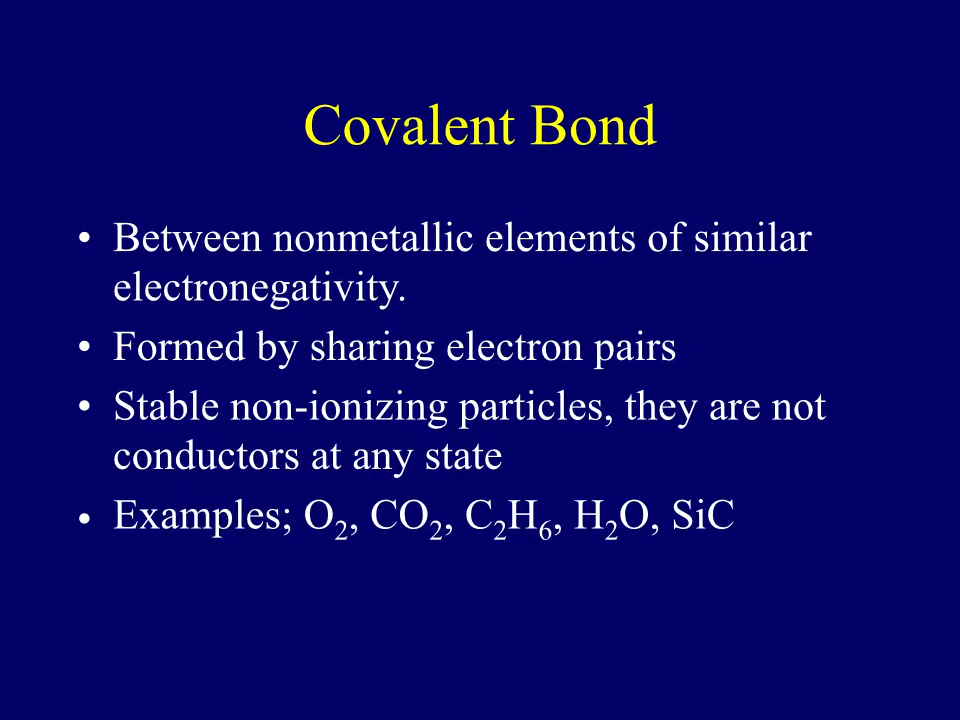 Covalent Bond
• Between nonmetallic elements of similar
electronegativity.
• Formed by sharing electron pairs
• Stable non-ionizing particles, they are not
conductors at any state
• Examples; O₂, CO₂, C₂H₆, H₂O, SiC